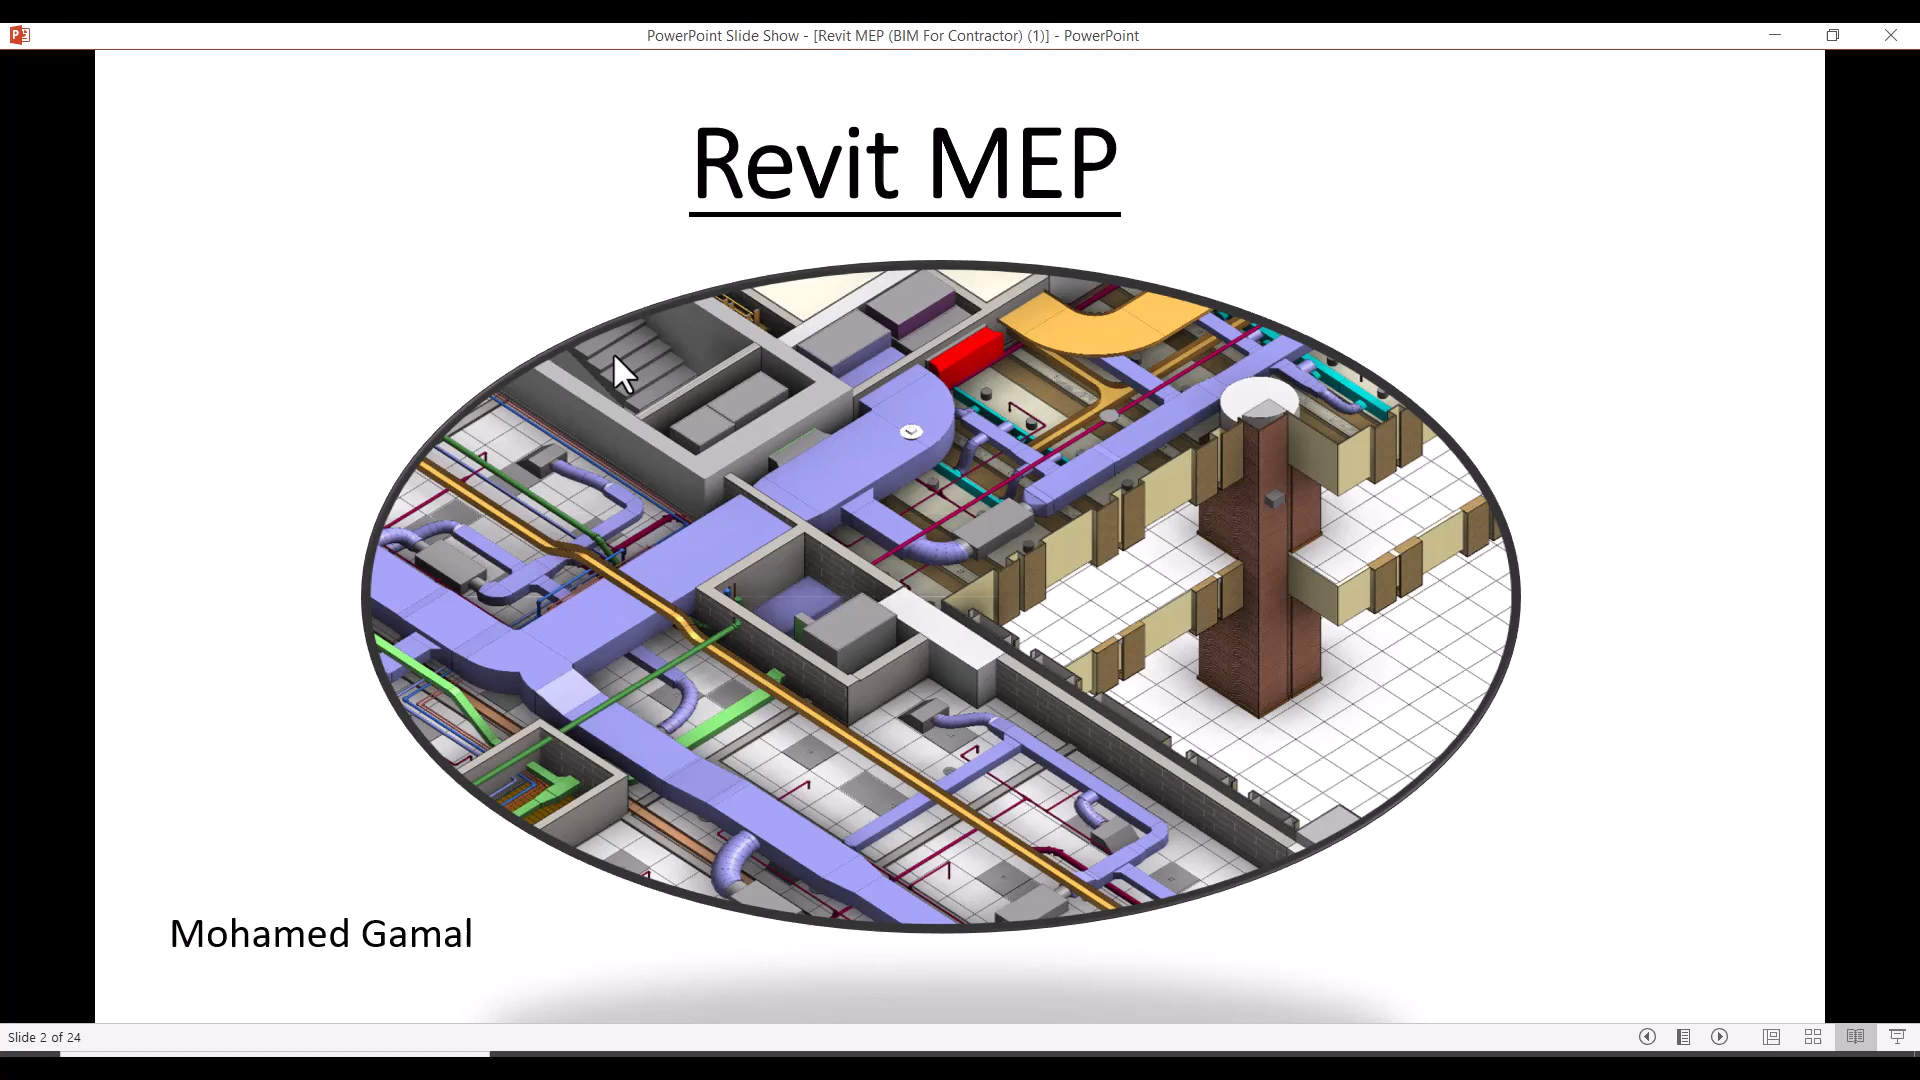 PowerPoint Slide Show - [Revit MEP (BIM For Contractor) (1)] - PowerPoint
Revit MEP
Mohamed Gamal
Slide 2 of 24